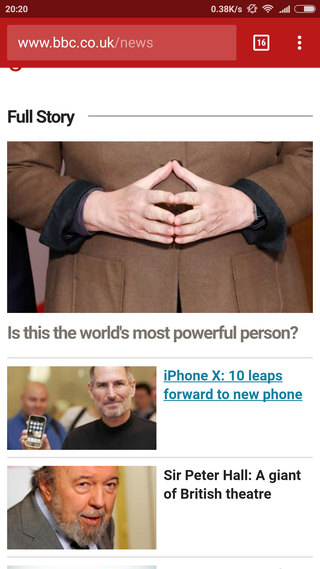 20:20
0.38K/s
www.bbc.co.uk/news
16
Full Story
Is this the world's most powerful person?
iPhone X: 10 leaps
forward to new phone
Sir Peter Hall: A giant
of British theatre